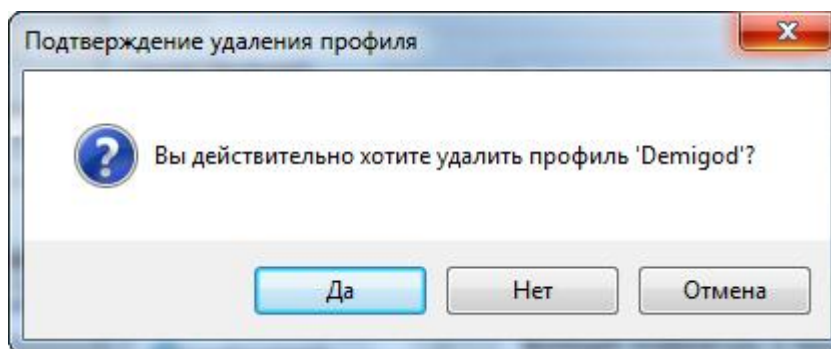 Подтверждение удаления профиля
Вы действительно хотите удалить профиль 'Demigod'?
Да
Нет
Отмена